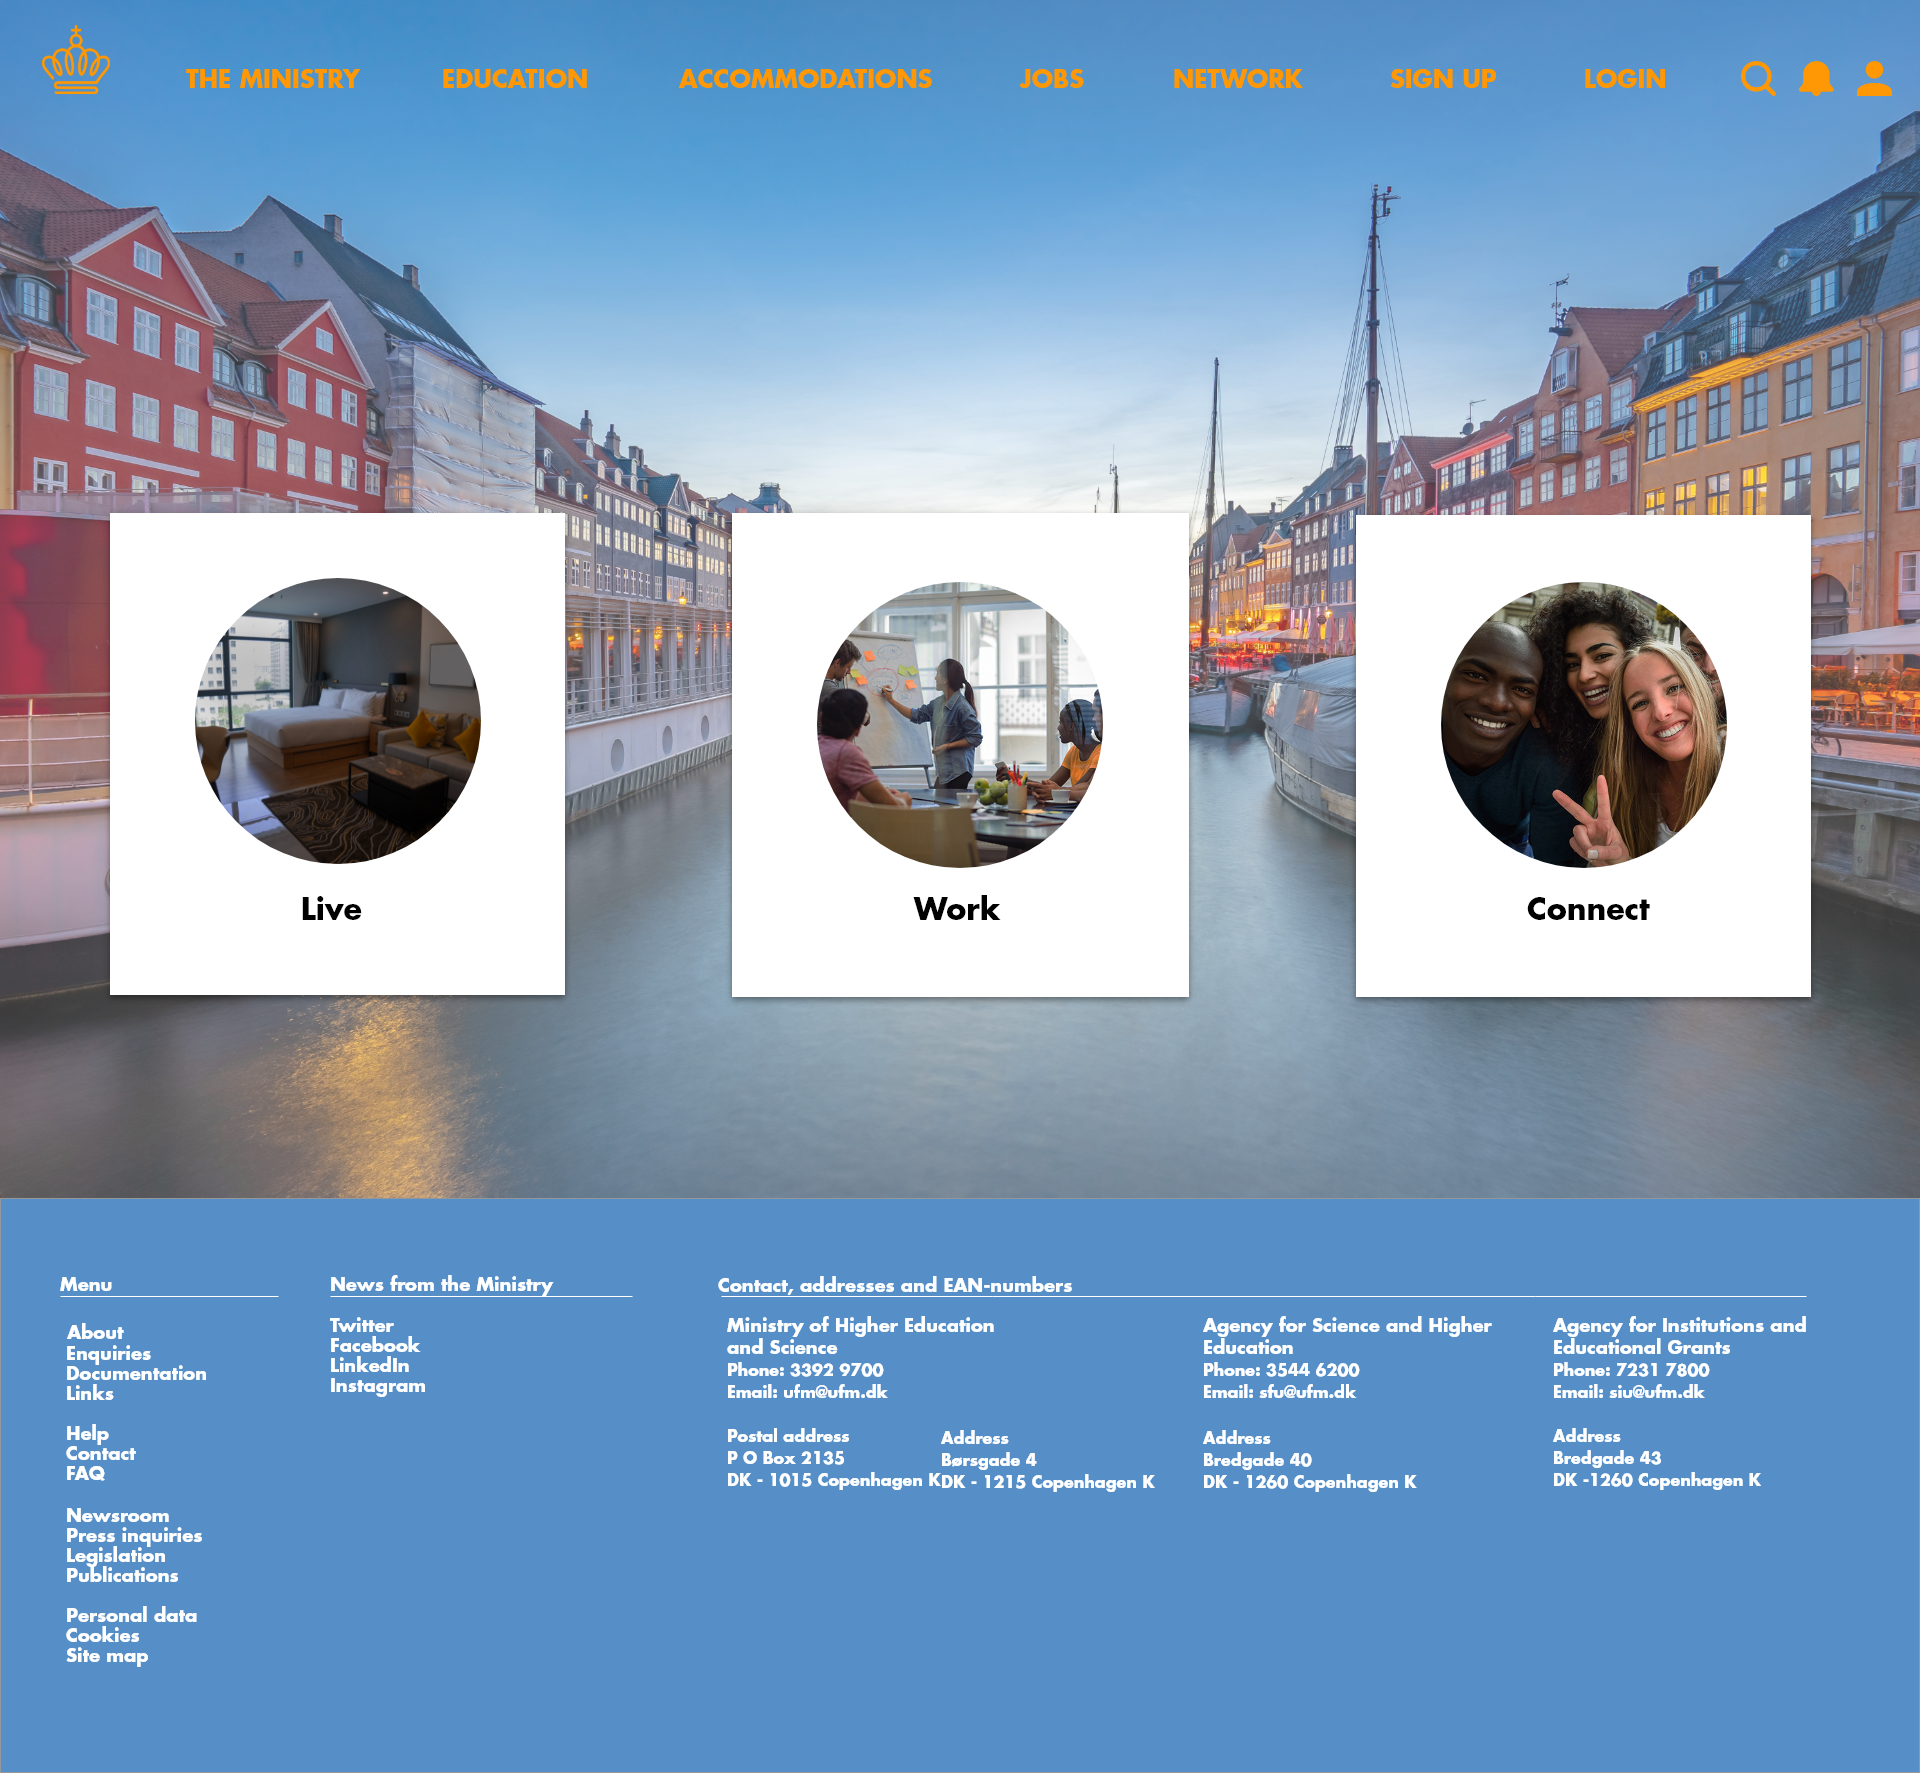 THE MINISTRY
EDUCATION
ACCOMMODATIONS
JOBS
NETWORK
SIGN UP
LOGIN
Live
Work
Connect
Menu
About
Enquiries
Documentation
Links
Help
Contact
FAQ
Newsroom
Press inquiries
Legislation
Publications
Personal data
Cookies
Site map
News from the Ministry
Twitter
Facebook
LinkedIn
Instagram
Contact, addresses and EAN-numbers
Ministry of Higher Education
and Science
Phone: 3392 9700
Email: ufm@ufm.dk
Postal address
P O Box 2135
DK - 1015 Copenhagen K
Address
Børsgade 4
DK - 1215 Copenhagen K
Agency for Science and Higher
Education
Phone: 3544 6200
Email: sfu@ufm.dk
Address
Bredgade 40
DK - 1260 Copenhagen K
Agency for Institutions and
Educational Grants
Phone: 7231 7800
Email: siu@ufm.dk
Address
Bredgade 43
DK -1260 Copenhagen K